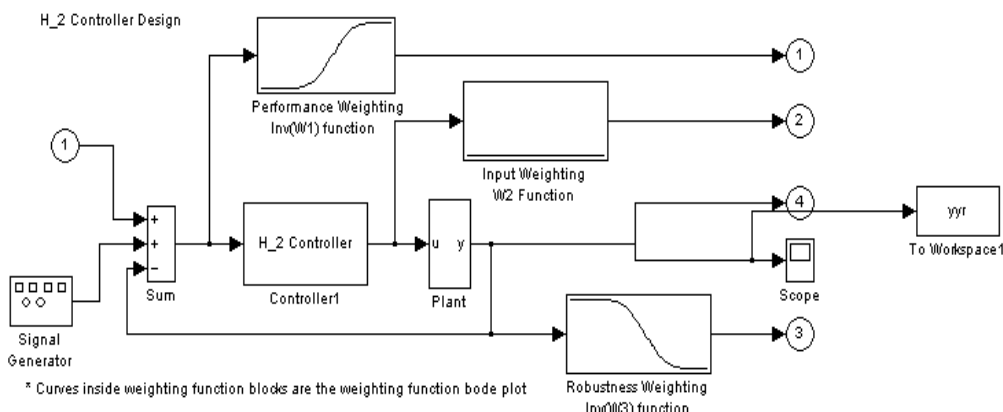 H_2 Controller Design
1
Performance Weighting
Inv(W1) function
2
Input Weighting
W2 Function
1
4
yyr
To Workspace1
+
+
−
Sum
H_2 Controller
Controller1
u y
Plant
Scope
Signal
Generator
3
Robustness Weighting
Inv(W3) function
* Curves inside weighting function blocks are the weighting function bode plot